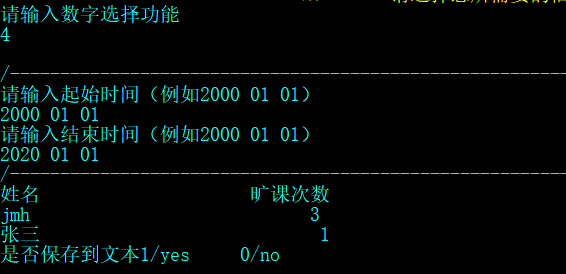 请输入数字选择功能
4
/----------------------------------------------------
请输入起始时间（例如2000 01 01）
2000 01 01
请输入结束时间（例如2000 01 01）
2020 01 01
/----------------------------------------------------
姓名 旷课次数
jmh 3
张三 1
是否保存到文本1/yes 0/no